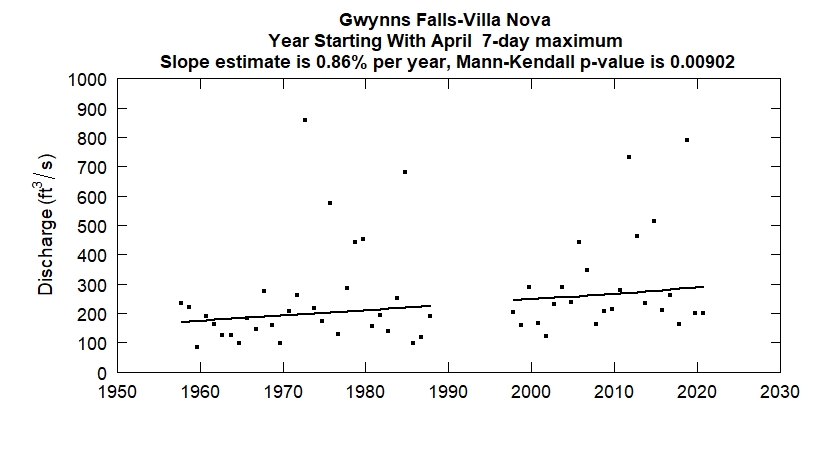 Gwynns Falls-Villa Nova
Year Starting With April 7-day maximum
Slope estimate is 0.86% per year, Mann-Kendall p-value is 0.00902
Discharge (ft³/s)
1000
900
800
700
600
500
400
300
200
100
0
1950 1960 1970 1980 1990 2000 2010 2020 2030